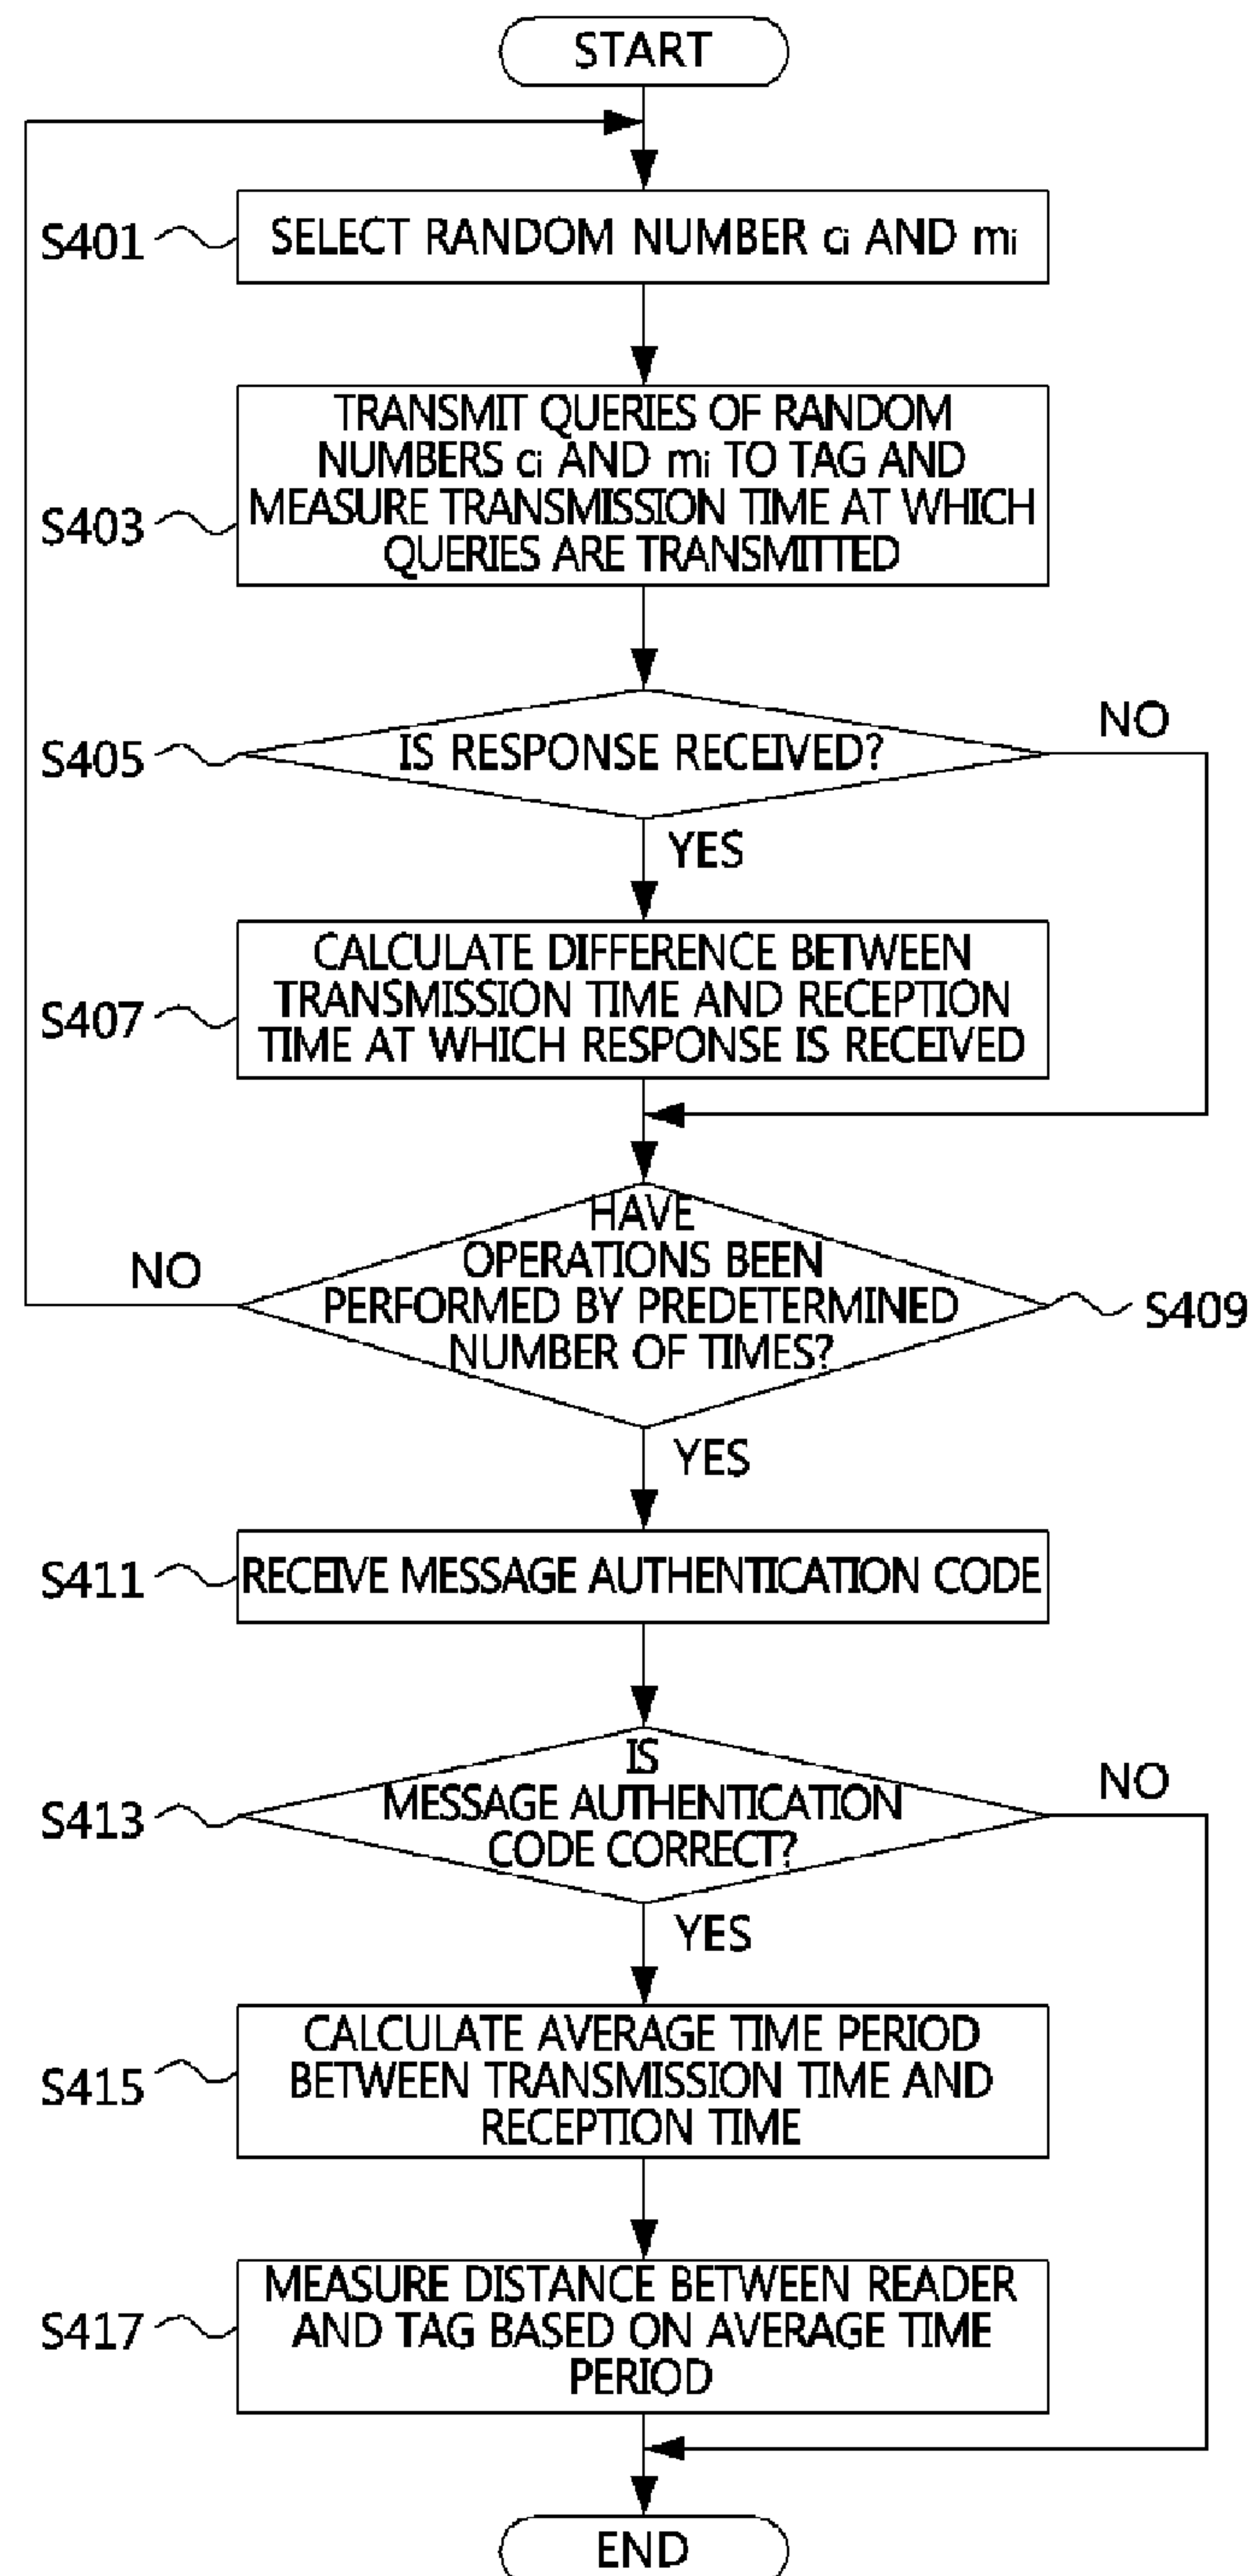 START
S401
SELECT RANDOM NUMBER ci AND mi
TRANSMIT QUERIES OF RANDOM
NUMBERS ci AND mi TO TAG AND
MEASURE TRANSMISSION TIME AT WHICH
QUERIES ARE TRANSMITTED
S403
S405
IS RESPONSE RECEIVED?
NO
YES
CALCULATE DIFFERENCE BETWEEN
TRANSMISSION TIME AND RECEPTION
TIME AT WHICH RESPONSE IS RECEIVED
S407
HAVE
OPERATIONS BEEN
PERFORMED BY PREDETERMINED
NUMBER OF TIMES?
NO
S409
YES
S411
RECEIVE MESSAGE AUTHENTICATION CODE
IS
MESSAGE AUTHENTICATION
CODE CORRECT?
S413
NO
YES
CALCULATE AVERAGE TIME PERIOD
BETWEEN TRANSMISSION TIME AND
RECEPTION TIME
S415
MEASURE DISTANCE BETWEEN READER
AND TAG BASED ON AVERAGE TIME
PERIOD
S417
END